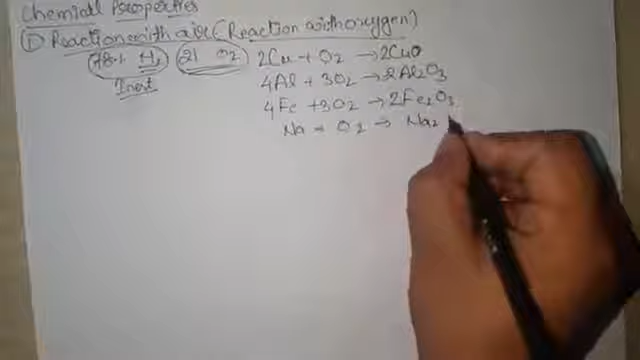 Chemical Properties
① Reaction with air (Reaction with oxygen)
78% N₂ 21 O₂ 2Cu + O₂ → 2CuO
Inert 4Al + 3O₂ → 2Al₂O₃
4Fe + 3O₂ → 2Fe₂O₃
Na + O₂ → Na₂